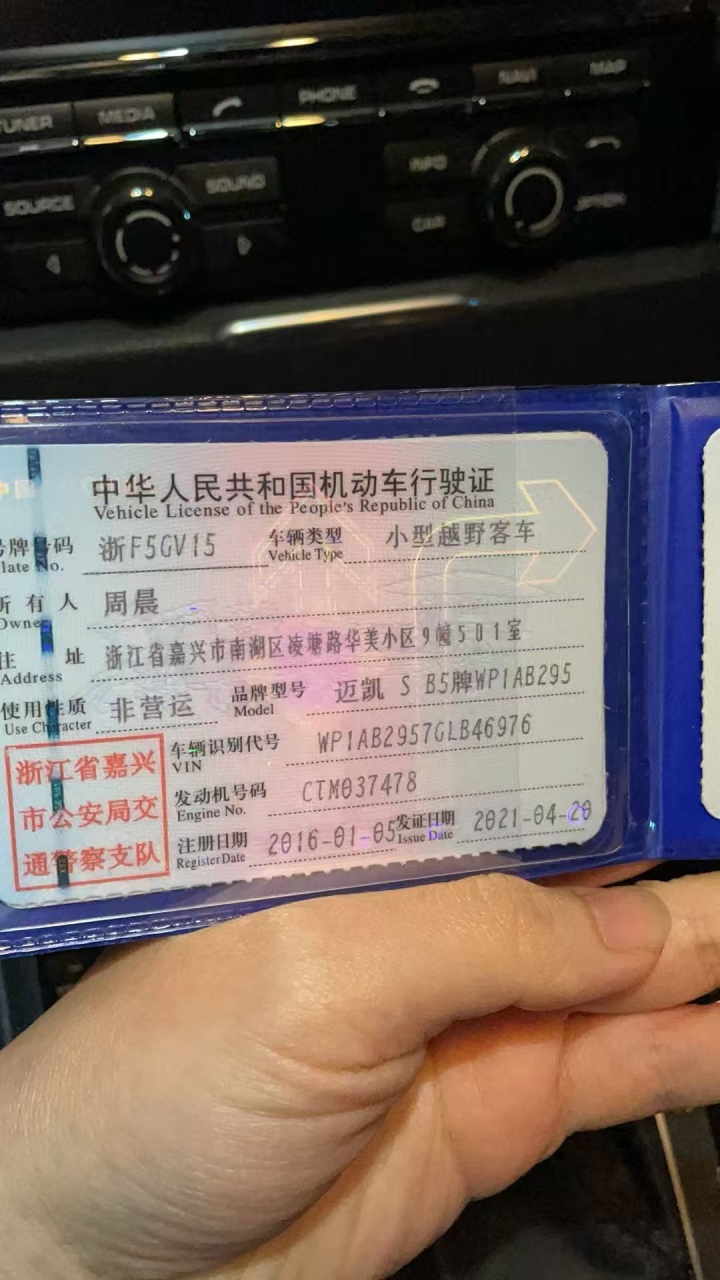 TUNER MEDIA PHONE NAVI MAP
SOURCE SOUND INFO
CAR
中华人民共和国机动车行驶证
Vehicle License of the People's Republic of China
号牌号码 浙F5GV15 车辆类型 小型越野客车
late No. Vehicle Type
所有人 周晨
Owner
住址 浙江省嘉兴市南湖区凌塘路华美小区9幢501室
Address
使用性质 非营运 品牌型号 迈凯 S B5牌WP1AB295
Use Character Model
浙江省嘉兴
市公安局交
通警察支队
车辆识别代号 WP1AB2957GLB46976
VIN
发动机号码 CTM037478
Engine No.
注册日期 2016-01-05 发证日期 2021-04-20
Register Date Issue Date